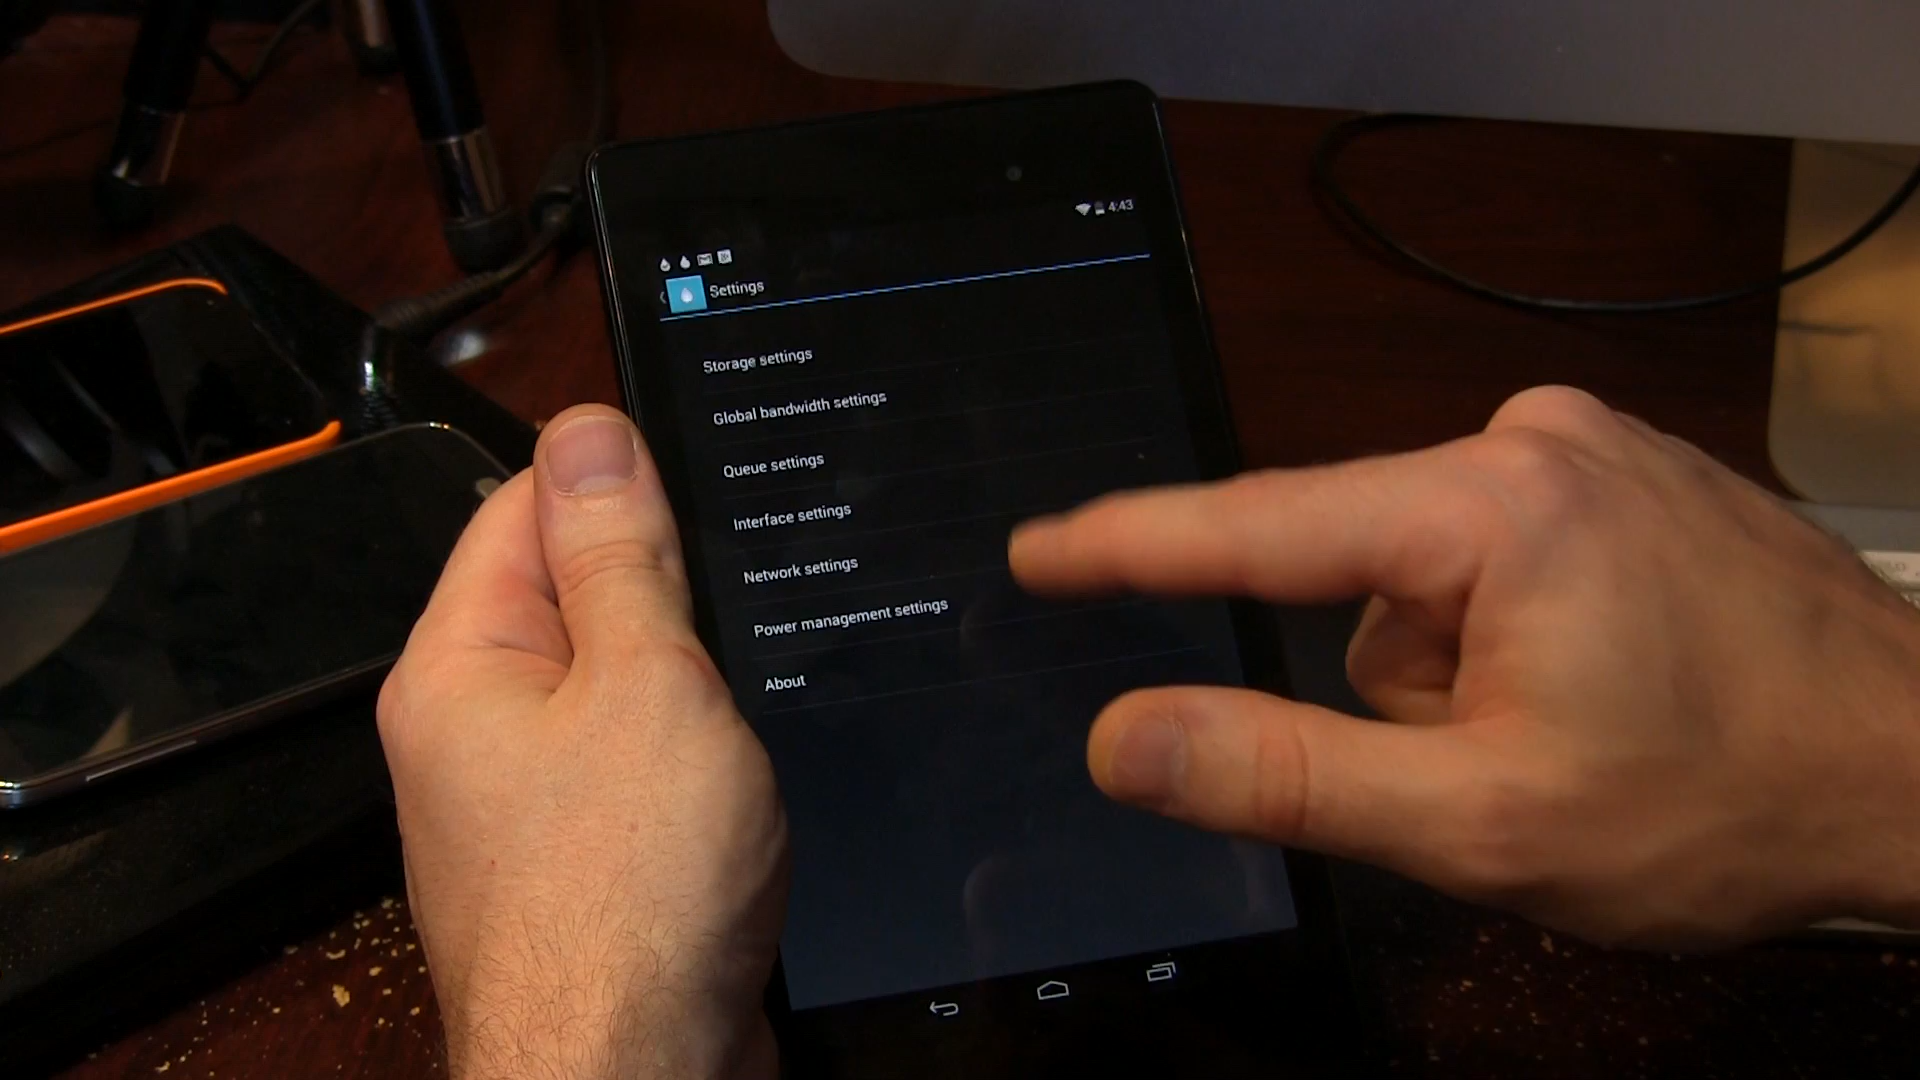 4:43
Settings
Storage settings
Global bandwidth settings
Queue settings
Interface settings
Network settings
Power management settings
About